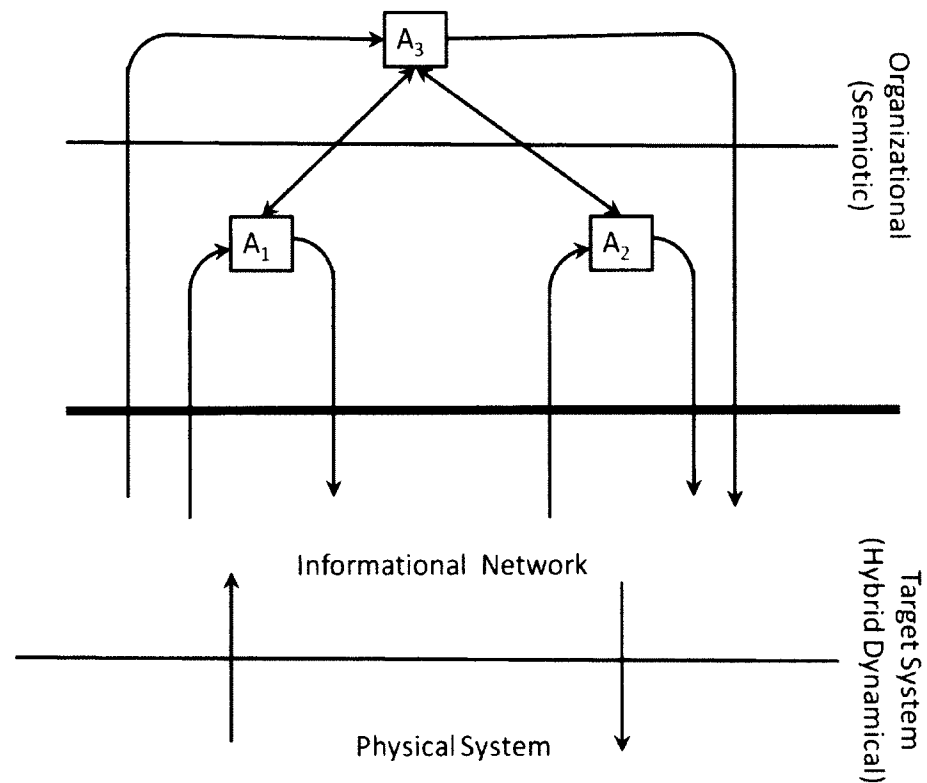 A₃
Organizational
(Semiotic)
A₁
A₂
Informational Network
Target System
(Hybrid Dynamical)
Physical System